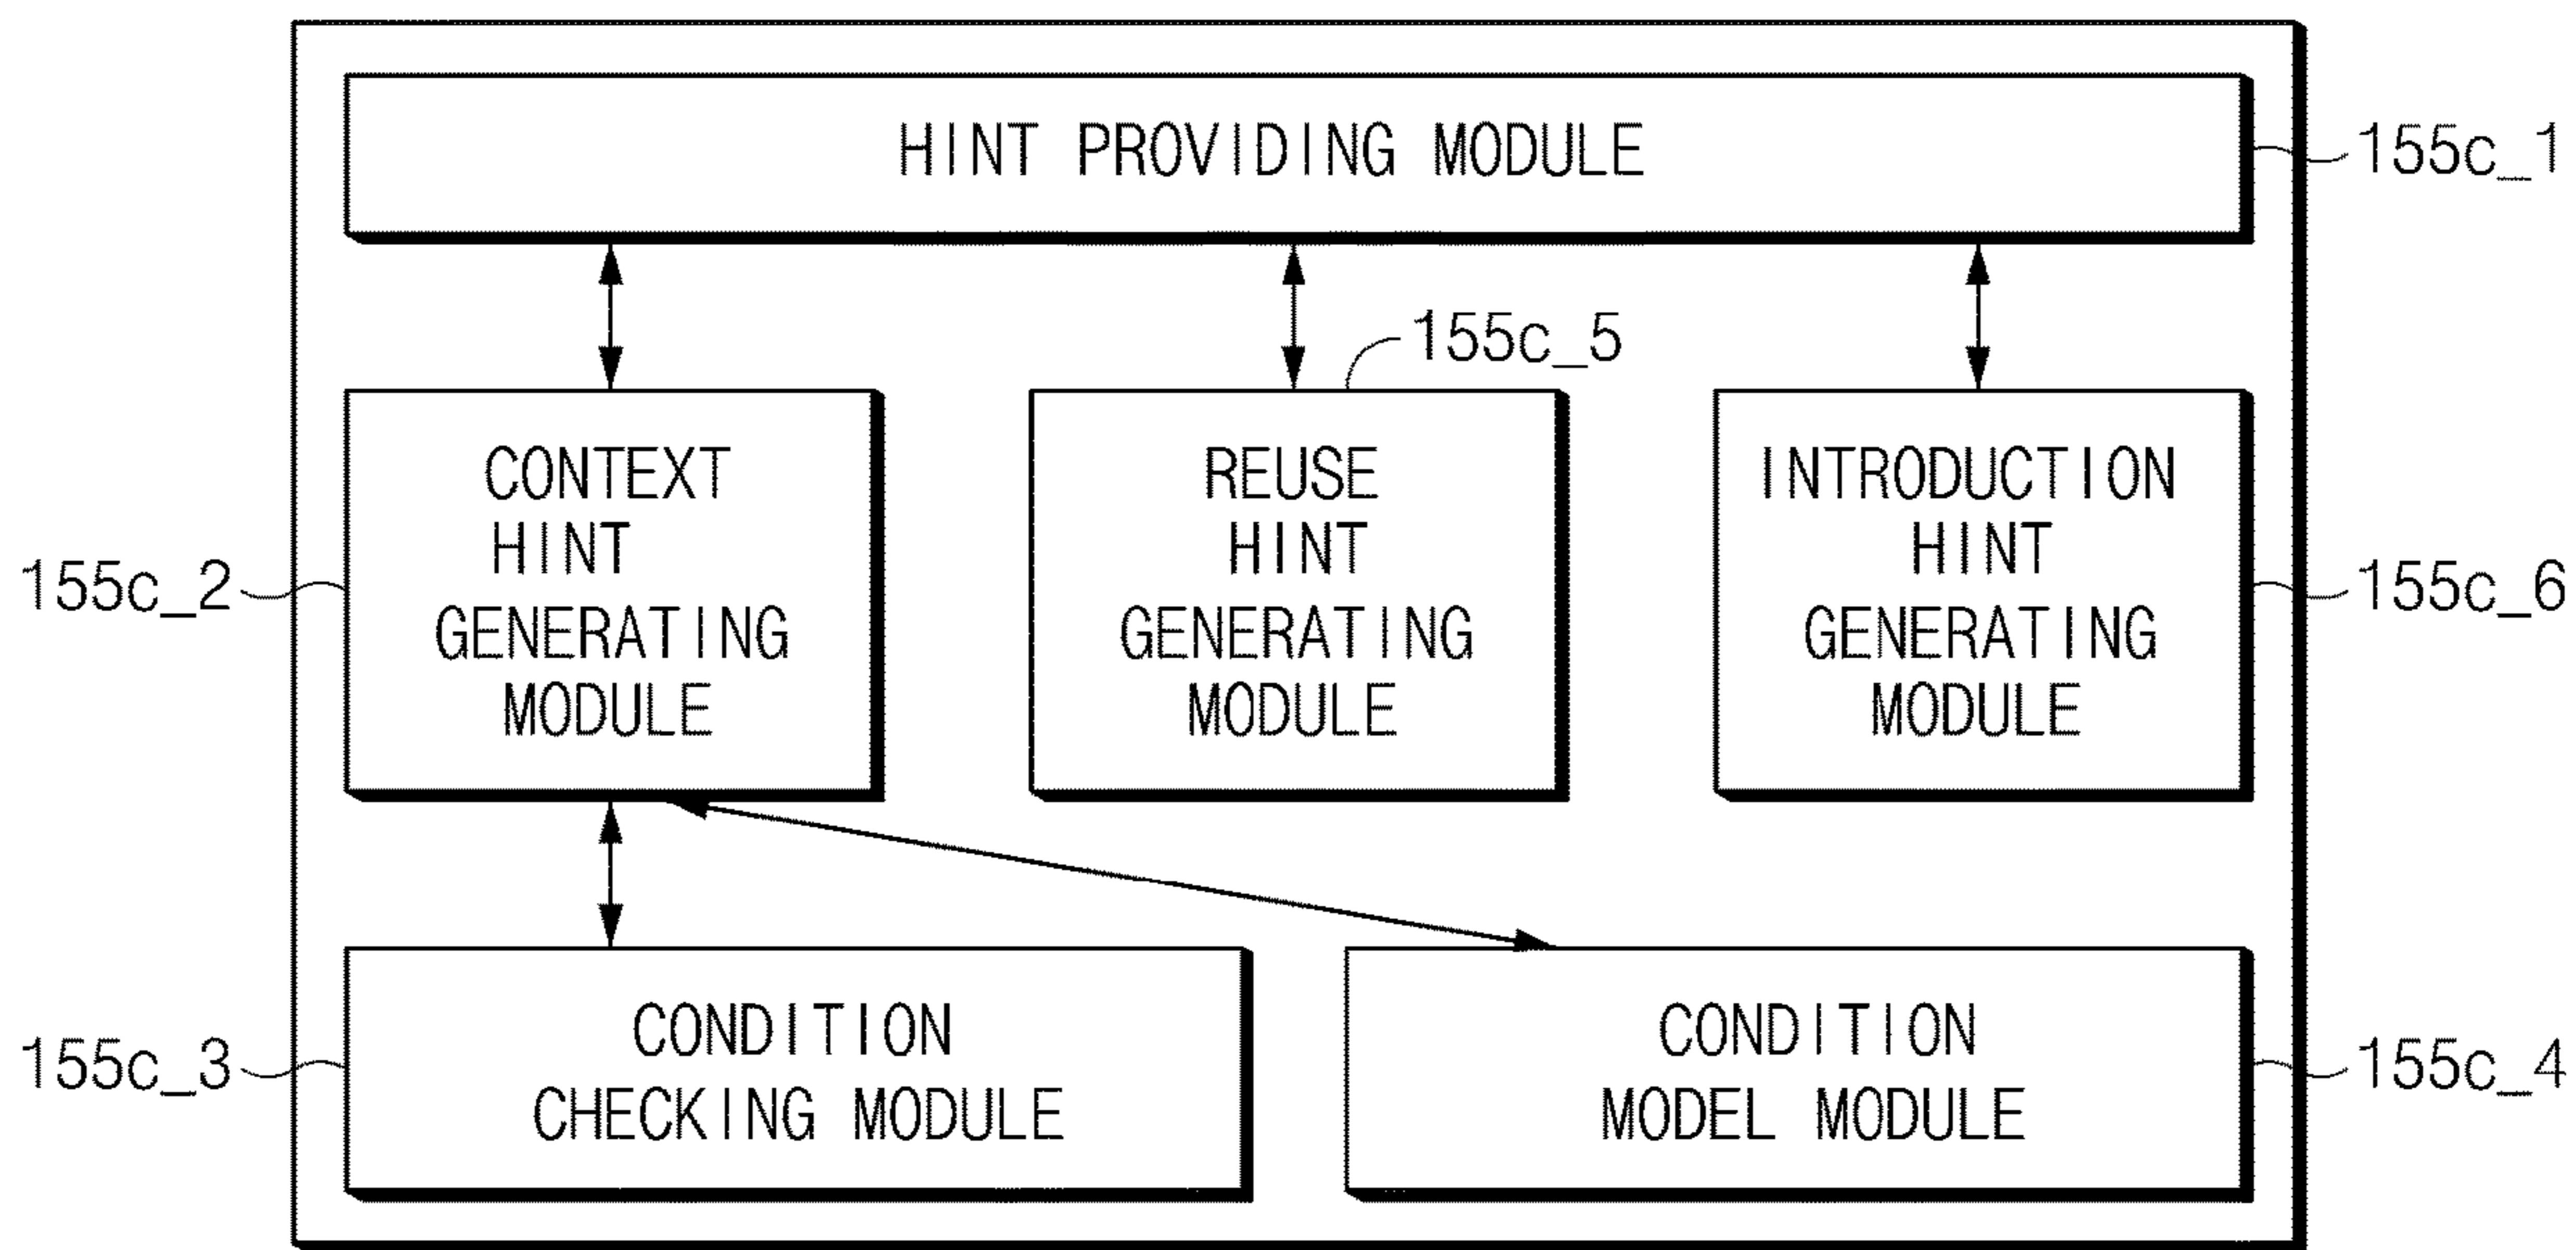 HINT PROVIDING MODULE
155c_1
155c_5
CONTEXT
HINT
GENERATING
MODULE
155c_2
REUSE
HINT
GENERATING
MODULE
INTRODUCTION
HINT
GENERATING
MODULE
155c_6
CONDITION
CHECKING MODULE
155c_3
CONDITION
MODEL MODULE
155c_4